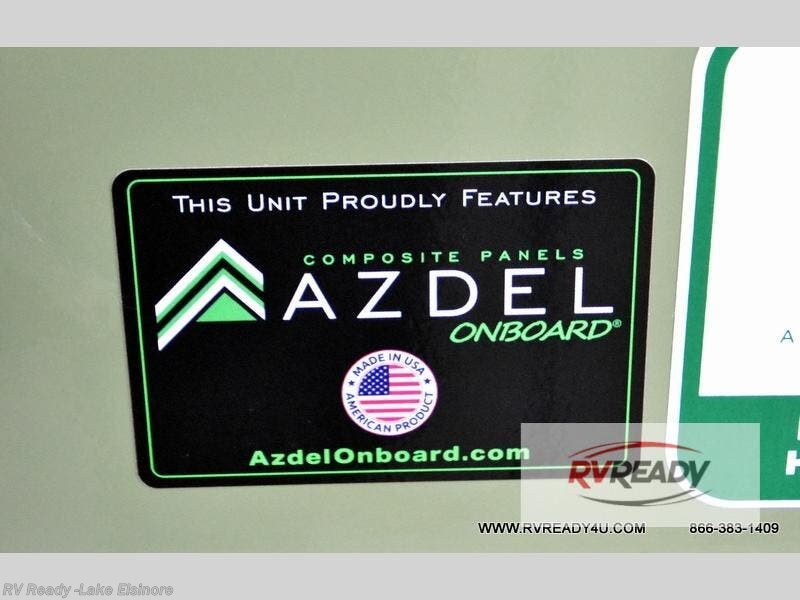 THIS UNIT PROUDLY FEATURES
COMPOSITE PANELS
AZDEL
ONBOARD®
MADE IN USA
AMERICAN PRODUCT
AzdelOnboard.com
A
H
RVREADY
WWW.RVREADY4U.COM 866-383-1409
RV Ready -Lake Elsinore